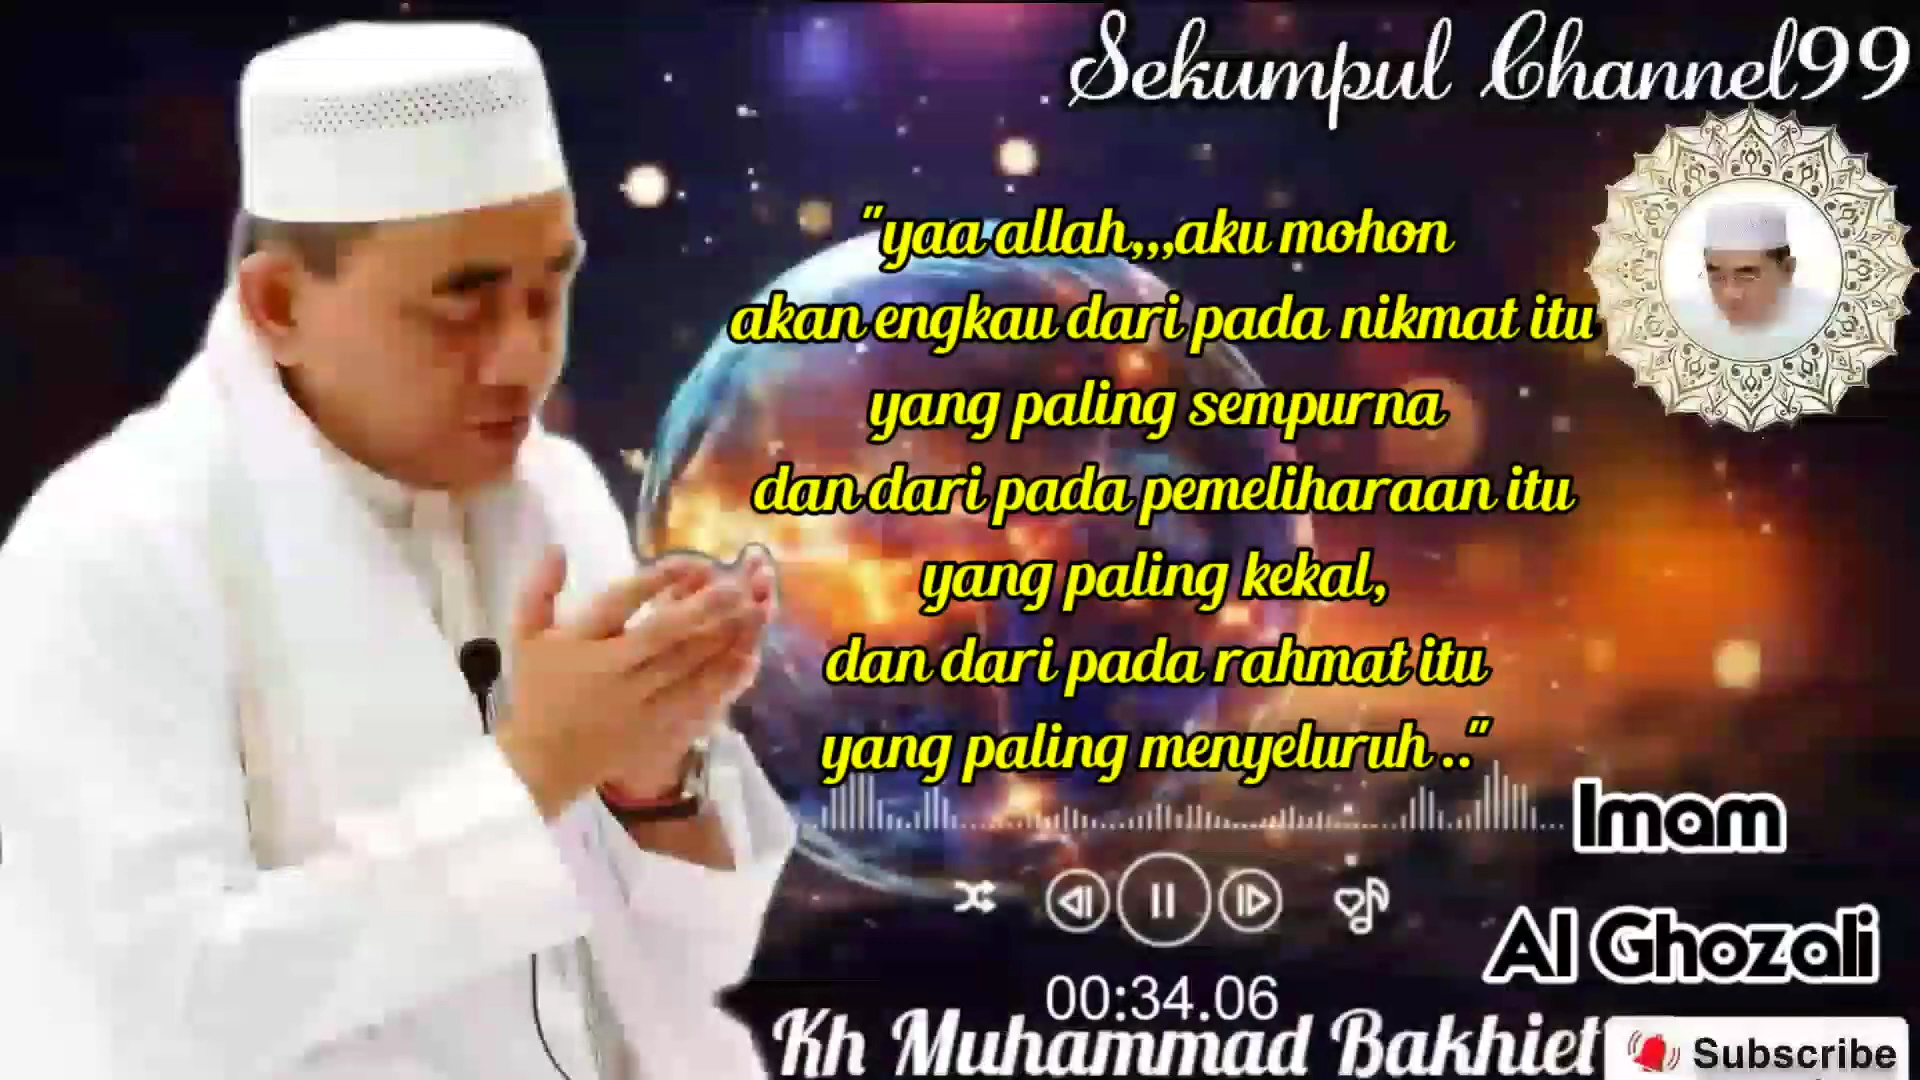 Sekumpul Channel99
"yaa allah,,,aku mohon
akan engkau dari pada nikmat itu
yang paling sempurna
dan dari pada pemeliharaan itu
yang paling kekal,
dan dari pada rahmat itu
yang paling menyeluruh .."
Imam
Al Ghozali
00:34.06
Kh Muhammad Bakhiet
Subscribe